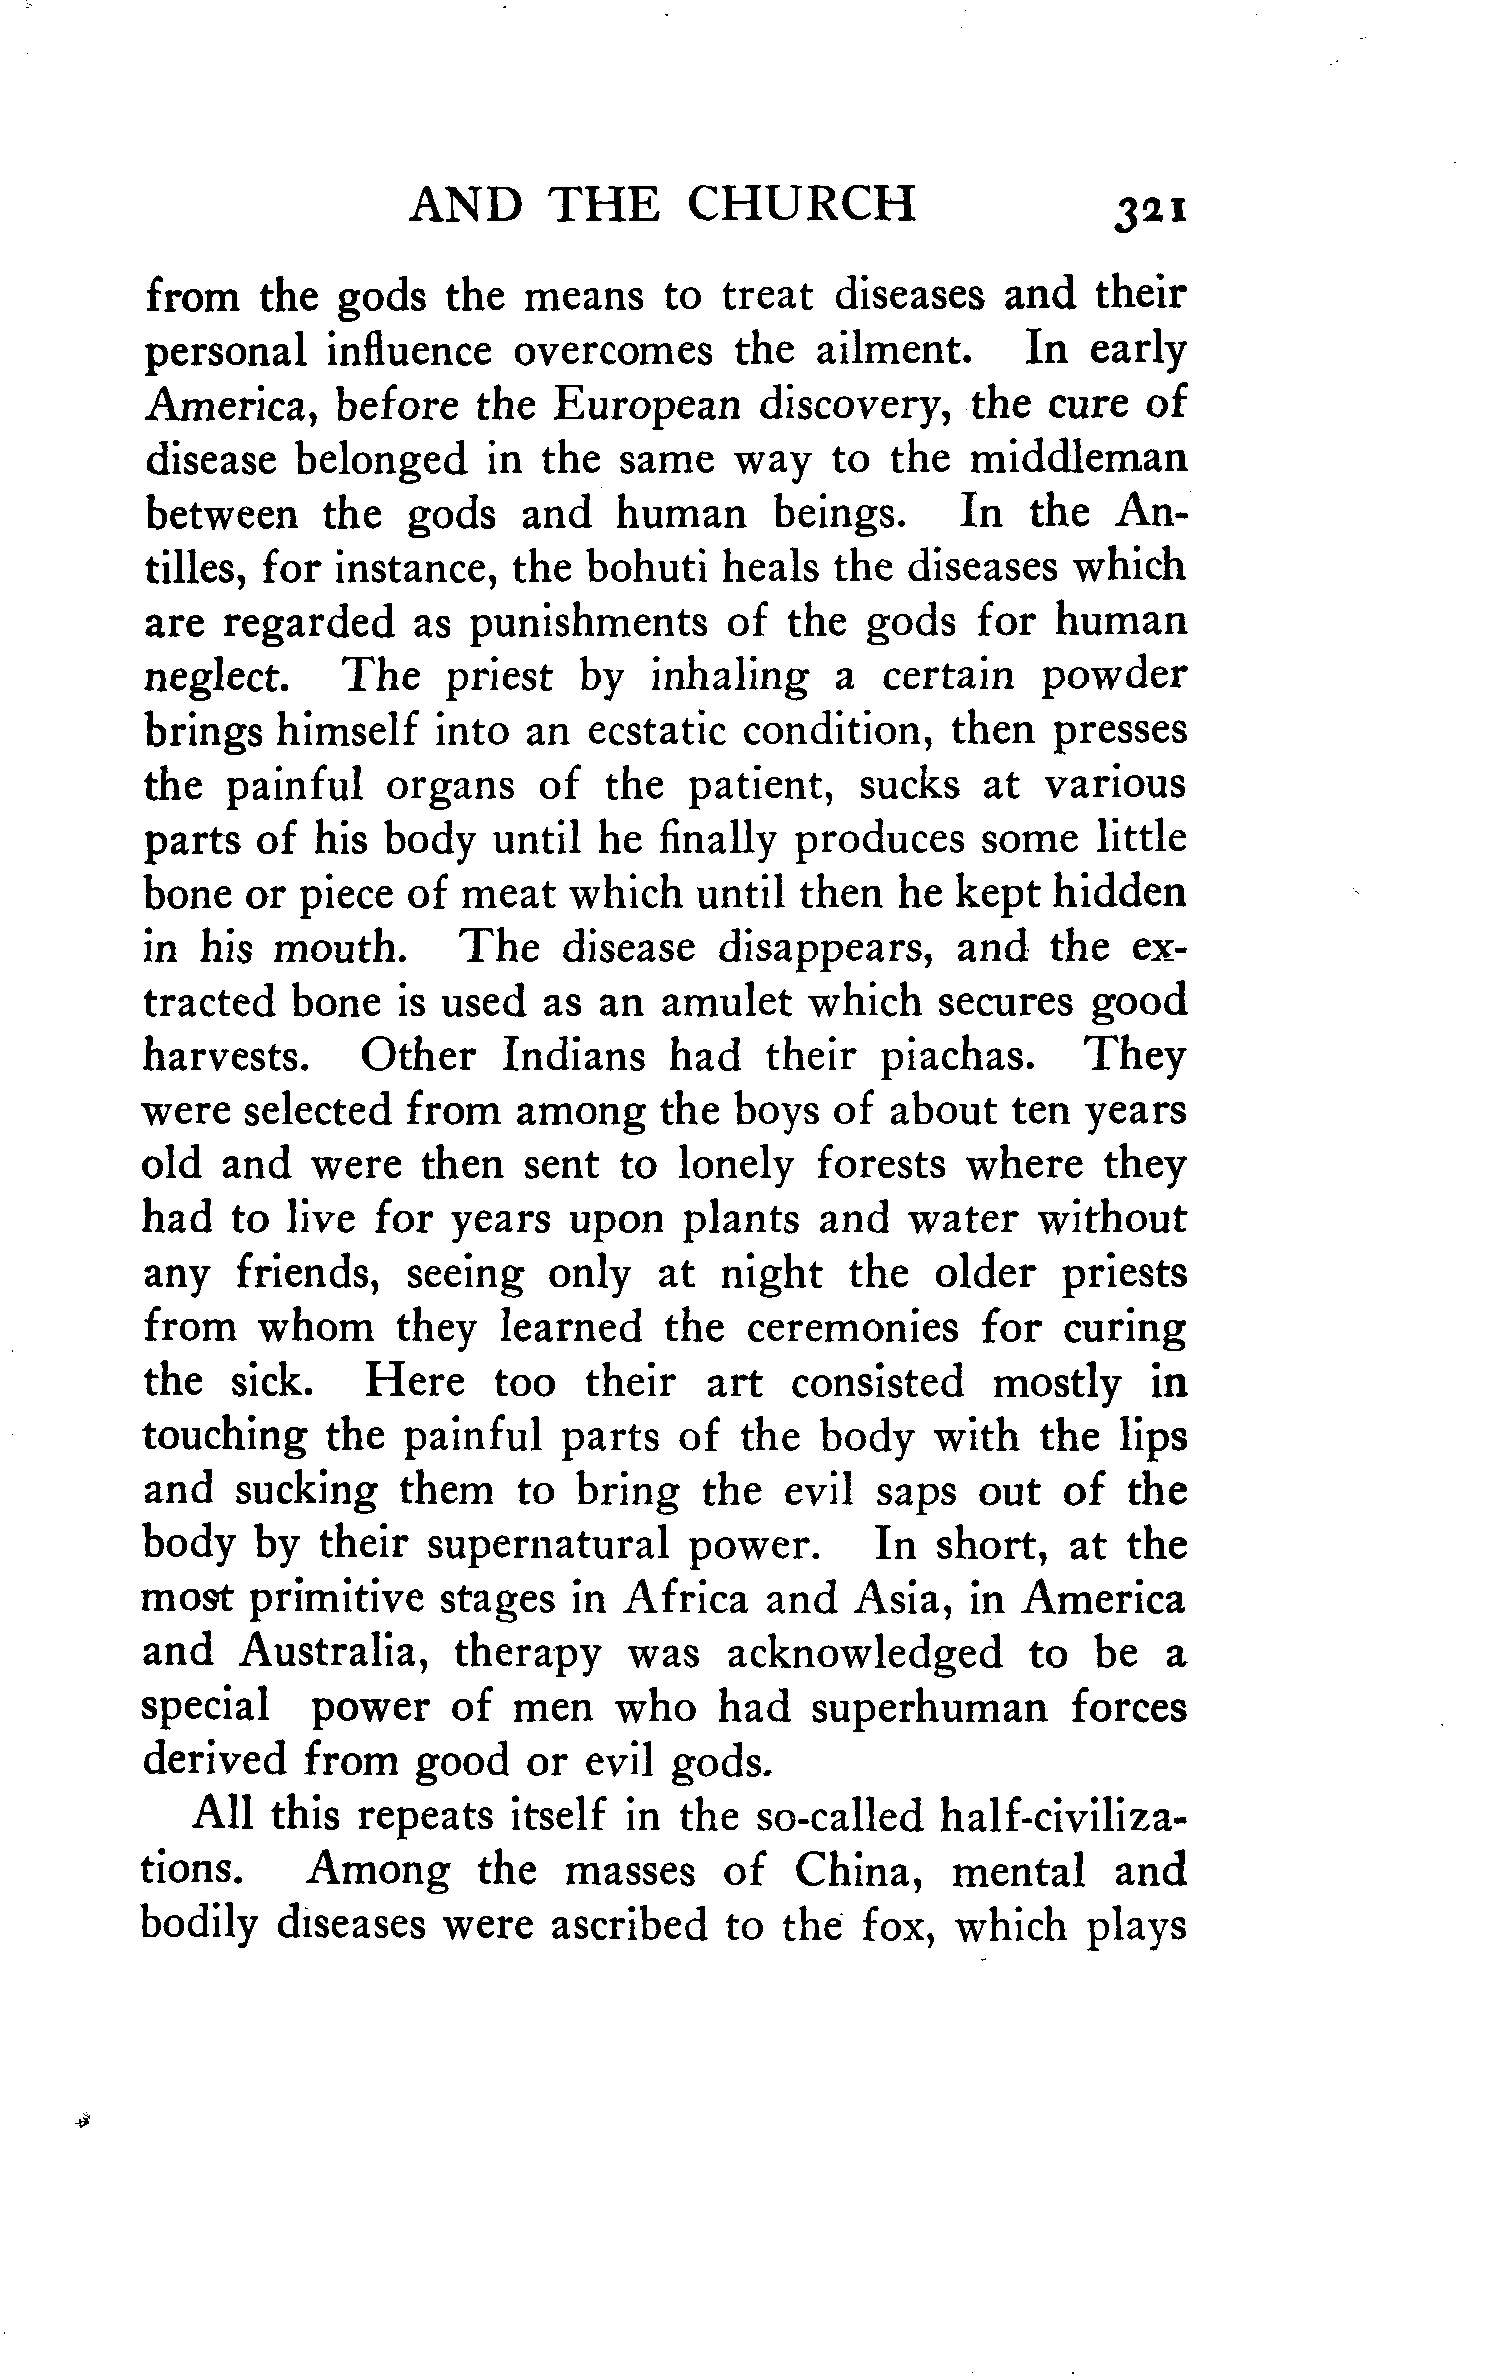 AND THE CHURCH 321
from the gods the means to treat diseases and their
personal influence overcomes the ailment. In early
America, before the European discovery, the cure of
disease belonged in the same way to the middleman
between the gods and human beings. In the An-
tilles, for instance, the bohuti heals the diseases which
are regarded as punishments of the gods for human
neglect. The priest by inhaling a certain powder
brings himself into an ecstatic condition, then presses
the painful organs of the patient, sucks at various
parts of his body until he finally produces some little
bone or piece of meat which until then he kept hidden
in his mouth. The disease disappears, and the ex-
tracted bone is used as an amulet which secures good
harvests. Other Indians had their piachas. They
were selected from among the boys of about ten years
old and were then sent to lonely forests where they
had to live for years upon plants and water without
any friends, seeing only at night the older priests
from whom they learned the ceremonies for curing
the sick. Here too their art consisted mostly in
touching the painful parts of the body with the lips
and sucking them to bring the evil saps out of the
body by their supernatural power. In short, at the
most primitive stages in Africa and Asia, in America
and Australia, therapy was acknowledged to be a
special power of men who had superhuman forces
derived from good or evil gods.
All this repeats itself in the so-called half-civiliza-
tions. Among the masses of China, mental and
bodily diseases were ascribed to the fox, which plays